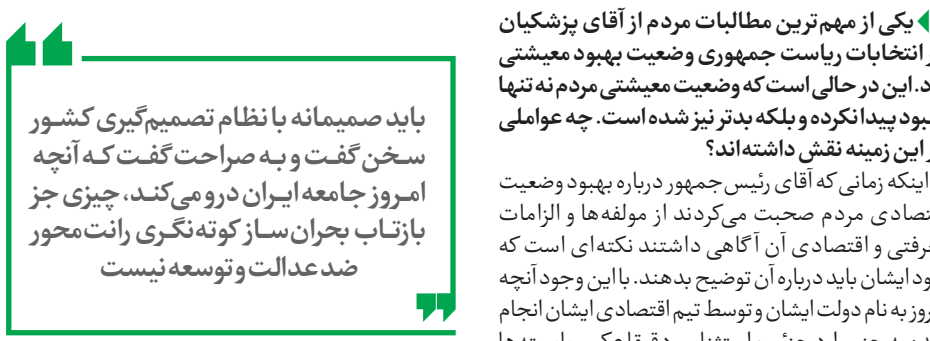 یکی از مهم‌ترین مطالبات مردم از آقای پزشکیان
انتخابات ریاست جمهوری وضعیت بهبود معیشتی
این در حالی است که وضعیت معیشتی مردم نه تنها
پیدا نکرده و بلکه بدتر نیز شده است. چه عواملی
این زمینه نقش داشته‌اند؟
اینکه زمانی که آقای رئیس‌جمهور درباره بهبود وضعیت
مردم صحبت می‌کردند از مولفه‌ها و الزامات
و اقتصادی آن آگاهی داشتند نکته‌ای است که
ایشان باید درباره آن توضیح بدهند. با این وجود آنچه
به نام دولت ایشان و توسط تیم اقتصادی ایشان انجام
باید صمیمانه با نظام تصمیم‌گیری کشور
سخن گفت و به صراحت گفت که آنچه
امروز جامعه ایران درو می‌کند، چیزی جز
بازتاب بحران‌ساز کوته‌نگری رانت‌محور
ضد عدالت و توسعه نیست